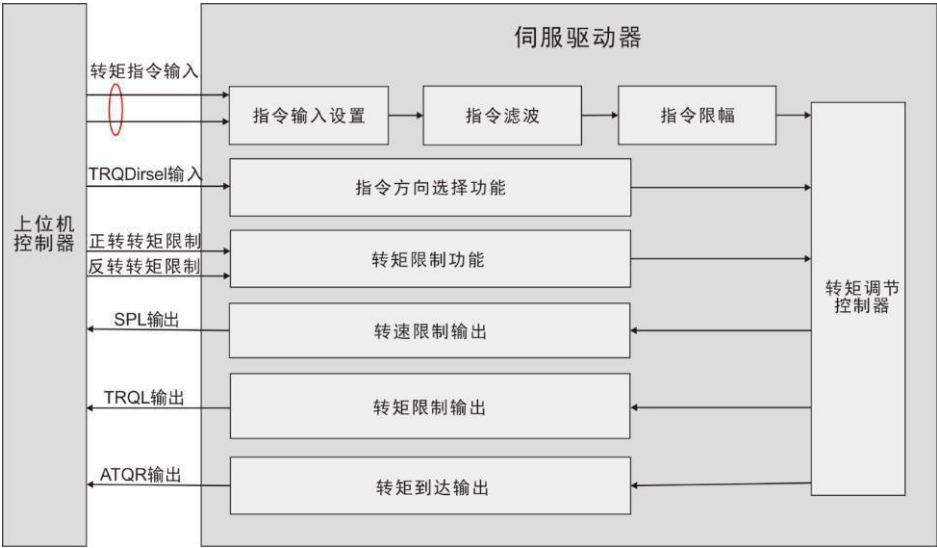 伺服驱动器
转矩指令输入
指令输入设置
指令滤波
指令限幅
TRQDirsel输入
指令方向选择功能
上位机
控制器
正转转矩限制
反转转矩限制
转矩限制功能
转矩调节
控制器
SPL输出
转速限制输出
TRQL输出
转矩限制输出
ATQR输出
转矩到达输出